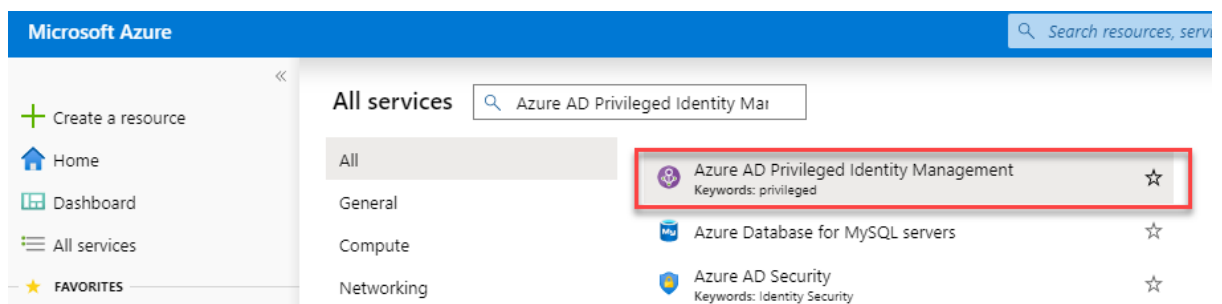 Microsoft Azure
Search resources, servi
«
All services
Azure AD Privileged Identity Mar
Create a resource
Home
Dashboard
All services
FAVORITES
All
General
Compute
Networking
Azure AD Privileged Identity Management
Keywords: privileged
My
Azure Database for MySQL servers
Azure AD Security
Keywords: Identity Security